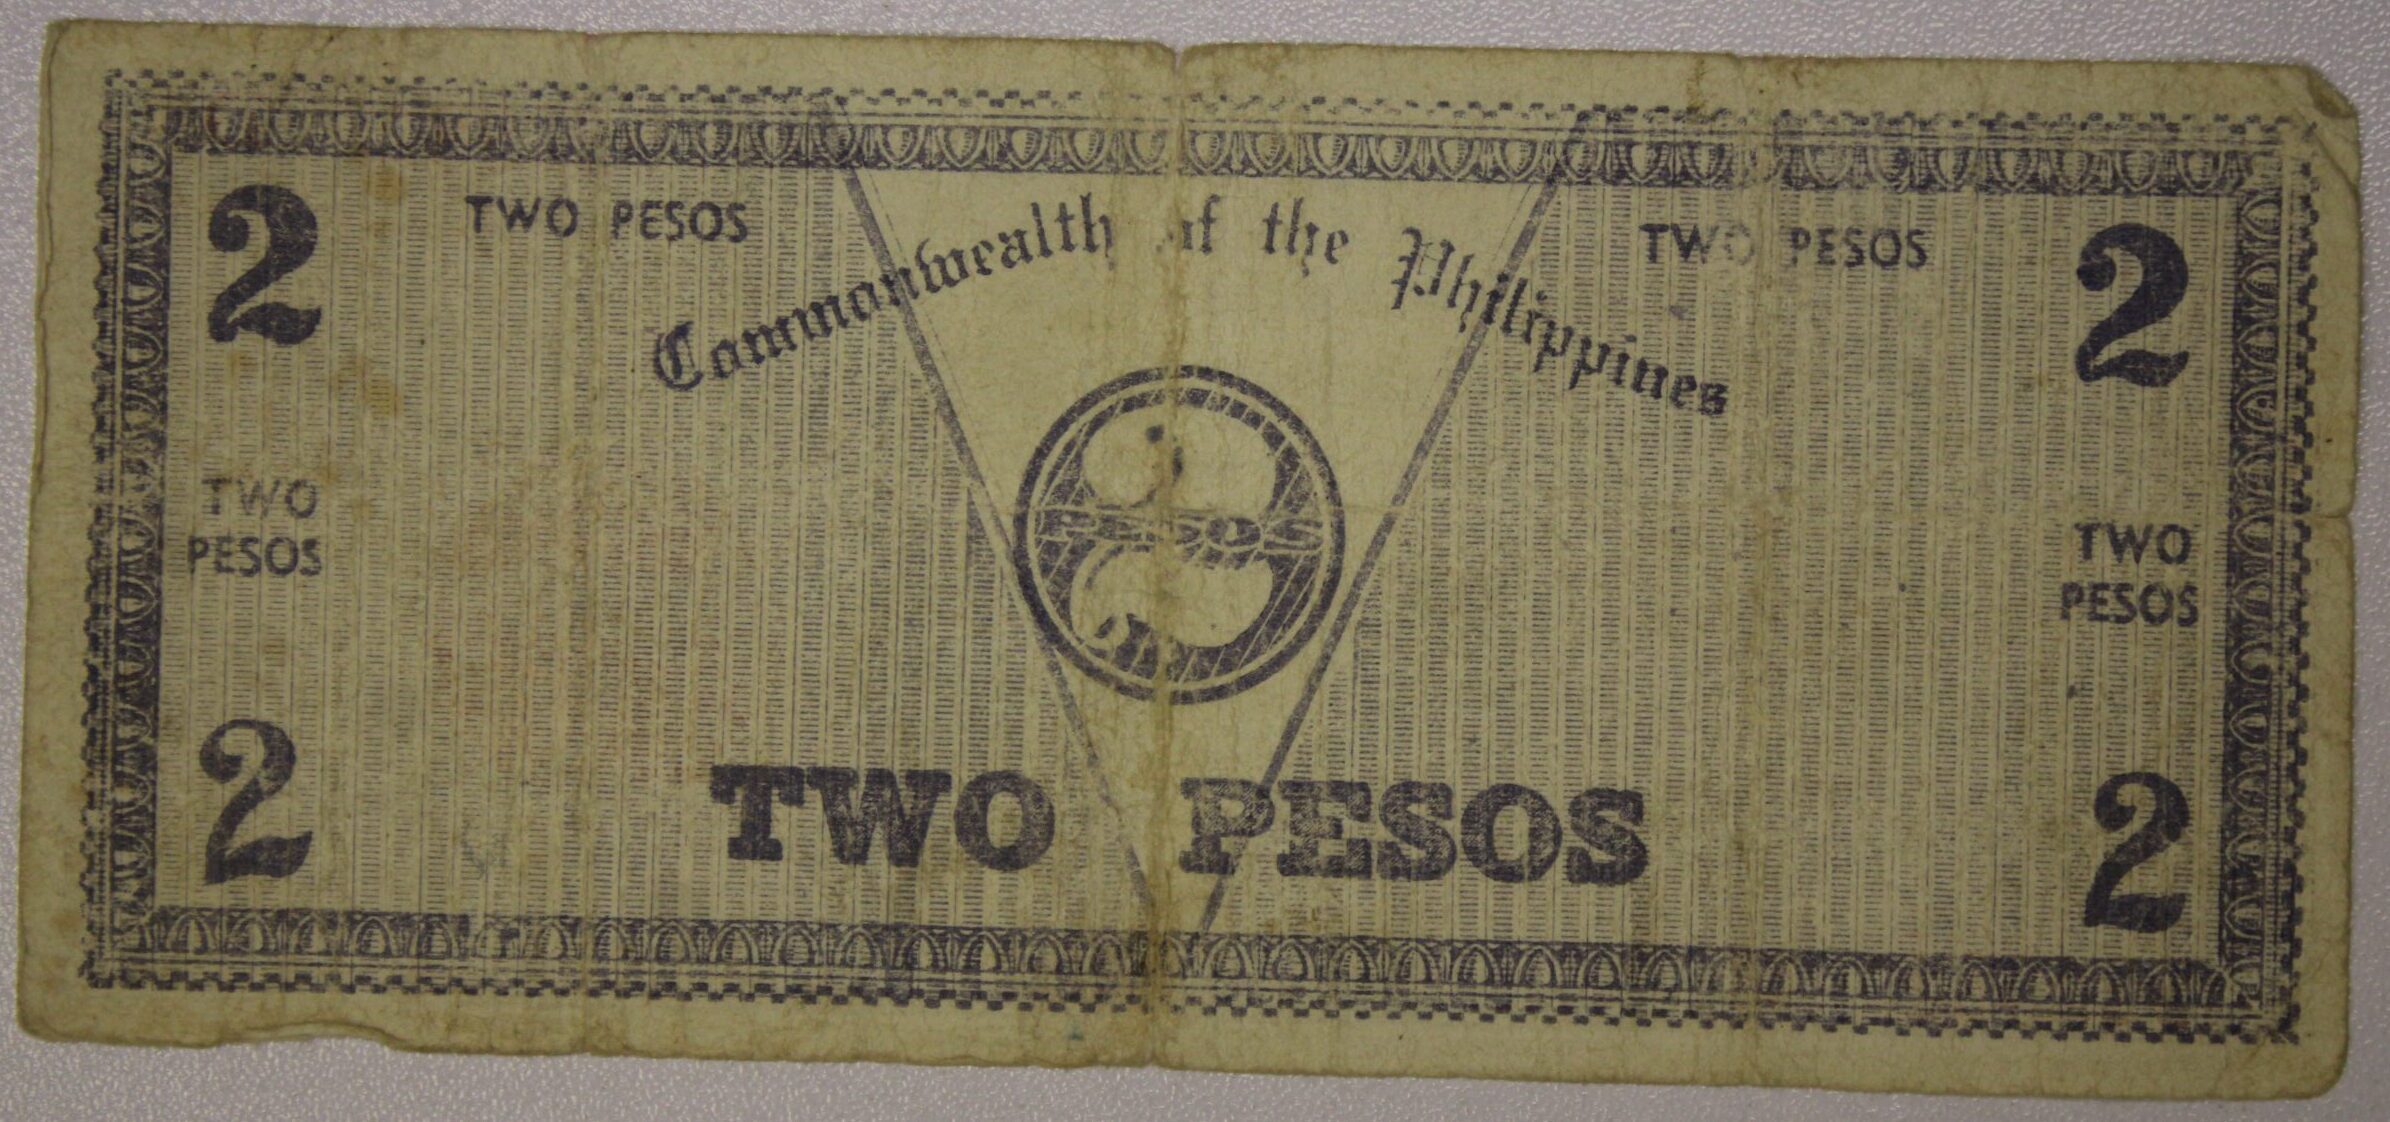 2 TWO PESOS TWO PESOS 2
Commonwealth of the Philippines
2
PESOS
TWO TWO
PESOS PESOS
2 TWO PESOS 2